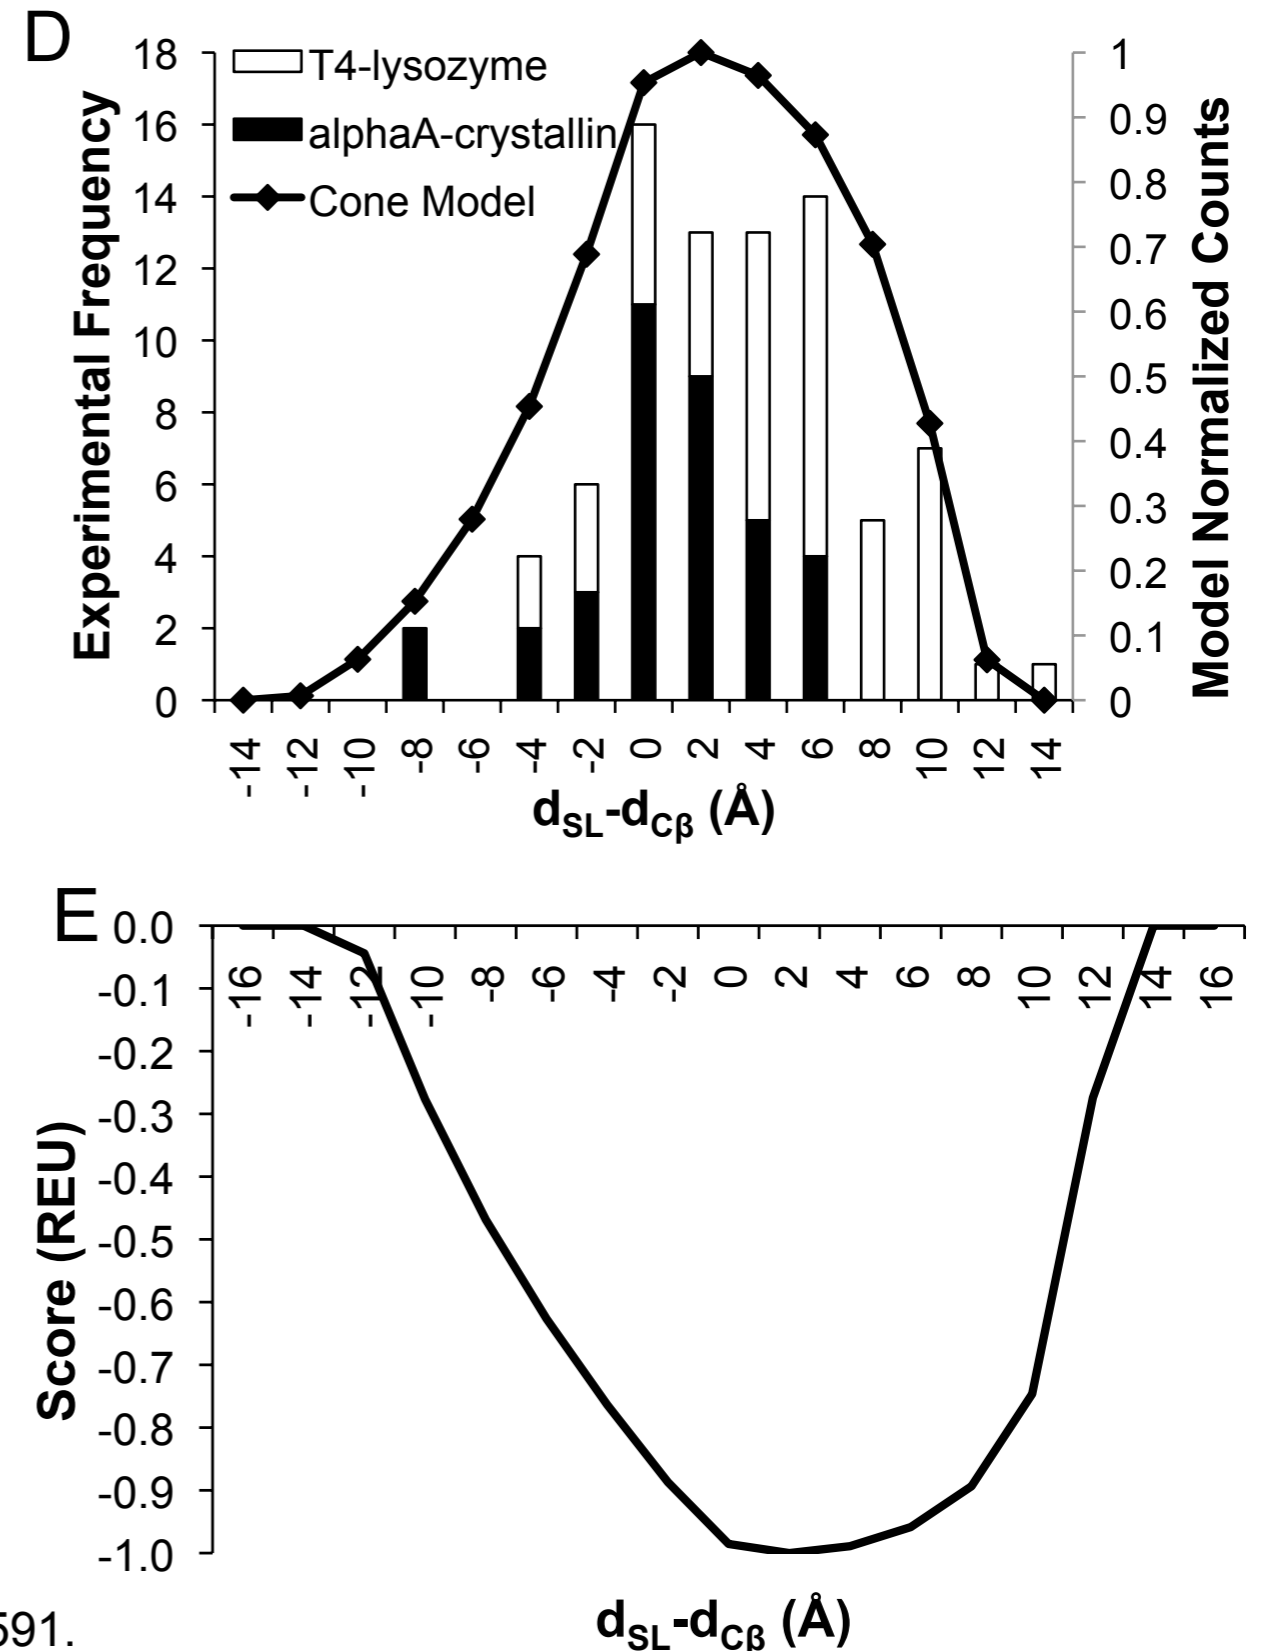 D
T4-lysozyme
alphaA-crystallin
Cone Model
Experimental Frequency
18
16
14
12
10
8
6
4
2
0
1
0.9
0.8
0.7
0.6
0.5
0.4
0.3
0.2
0.1
0
Model Normalized Counts
-14 -12 -10 -8 -6 -4 -2 0 2 4 6 8 10 12 14
dSL-dCβ (Å)
E
Score (REU)
0.0
-0.1
-0.2
-0.3
-0.4
-0.5
-0.6
-0.7
-0.8
-0.9
-1.0
-16 -14 -12 -10 -8 -6 -4 -2 0 2 4 6 8 10 12 14 16
dSL-dCβ (Å)
591.